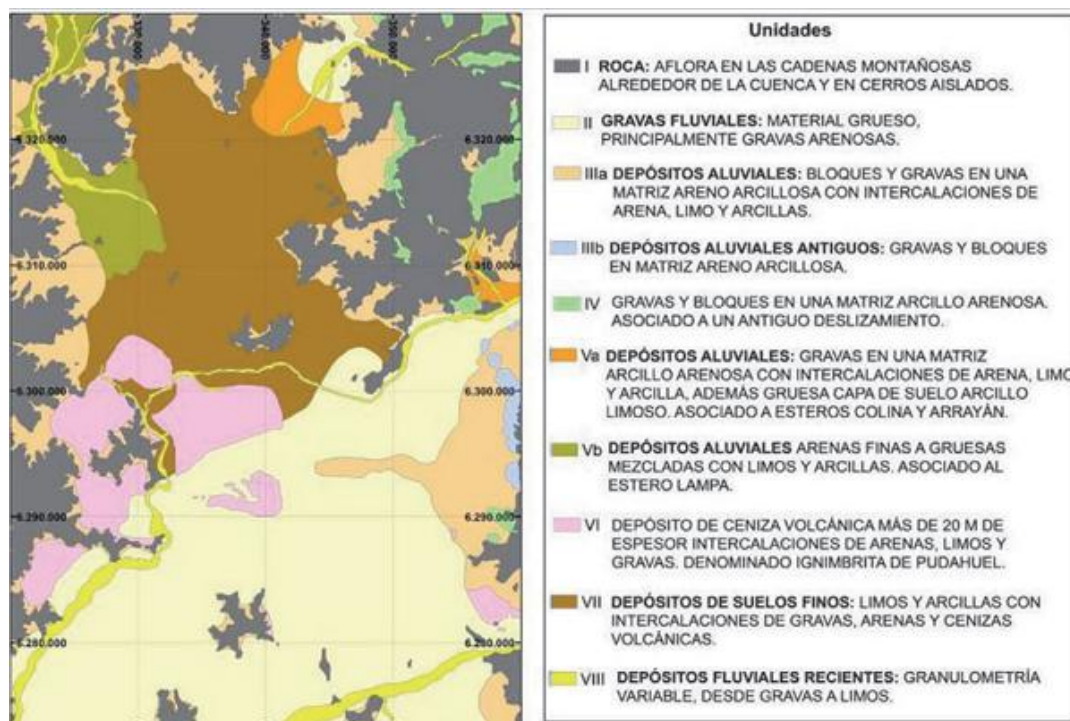 330.000
340.000
350.000
6.320.000
6.320.000
6.310.000
6.310.000
6.300.000
6.300.000
6.290.000
6.290.000
6.280.000
6.280.000
Unidades
I ROCA: AFLORA EN LAS CADENAS MONTAÑOSAS
ALREDEDOR DE LA CUENCA Y EN CERROS AISLADOS.
II GRAVAS FLUVIALES: MATERIAL GRUESO,
PRINCIPALMENTE GRAVAS ARENOSAS.
IIIa DEPÓSITOS ALUVIALES: BLOQUES Y GRAVAS EN UNA
MATRIZ ARENO ARCILLOSA CON INTERCALACIONES DE
ARENA, LIMO Y ARCILLAS.
IIIb DEPÓSITOS ALUVIALES ANTIGUOS: GRAVAS Y BLOQUES
EN MATRIZ ARENO ARCILLOSA.
IV GRAVAS Y BLOQUES EN UNA MATRIZ ARCILLO ARENOSA.
ASOCIADO A UN ANTIGUO DESLIZAMIENTO.
Va DEPÓSITOS ALUVIALES: GRAVAS EN UNA MATRIZ
ARCILLO ARENOSA CON INTERCALACIONES DE ARENA, LIMO
Y ARCILLA, ADEMÁS GRUESA CAPA DE SUELO ARCILLO
LIMOSO. ASOCIADO A ESTEROS COLINA Y ARRAYÀN.
Vb DEPÓSITOS ALUVIALES ARENAS FINAS A GRUESAS
MEZCLADAS CON LIMOS Y ARCILLAS. ASOCIADO AL
ESTERO LAMPA.
VI DEPÓSITO DE CENIZA VOLCÁNICA MÁS DE 20 M DE
ESPESOR INTERCALACIONES DE ARENAS, LIMOS Y
GRAVAS. DENOMINADO IGNIMBRITA DE PUDAHUEL.
VII DEPÓSITOS DE SUELOS FINOS: LIMOS Y ARCILLAS CON
INTERCALACIONES DE GRAVAS, ARENAS Y CENIZAS
VOLCÁNICAS.
VIII DEPÓSITOS FLUVIALES RECIENTES: GRANULOMETRÍA
VARIABLE, DESDE GRAVAS A LIMOS.